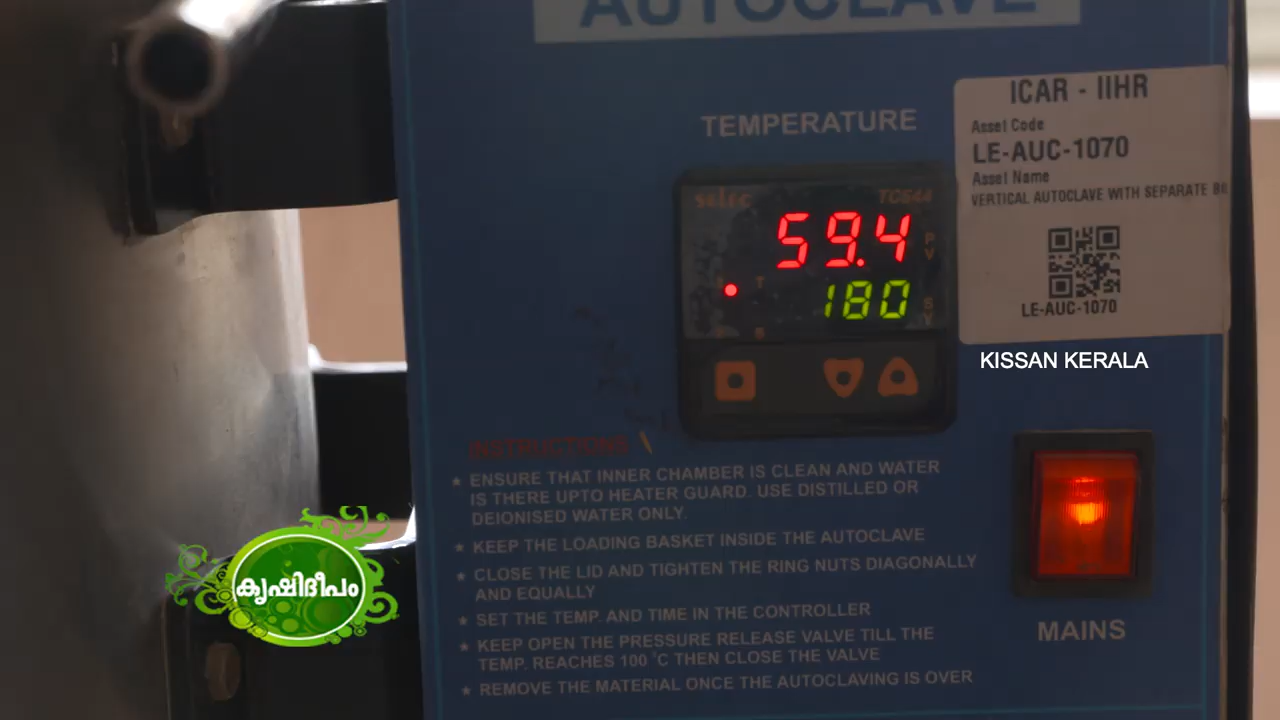 AUTOCLAVE
ICAR - IIHR
Asset Code
LE-AUC-1070
Asset Name
VERTICAL AUTOCLAVE WITH SEPARATE
LE-AUC-1070
TEMPERATURE
selec TC544
59.4
PV
180
SV
KISSAN KERALA
INSTRUCTIONS
* ENSURE THAT INNER CHAMBER IS CLEAN AND WATER
IS THERE UPTO HEATER GUARD. USE DISTILLED OR
DEIONISED WATER ONLY.
* KEEP THE LOADING BASKET INSIDE THE AUTOCLAVE
* CLOSE THE LID AND TIGHTEN THE RING NUTS DIAGONALLY
AND EQUALLY
* SET THE TEMP. AND TIME IN THE CONTROLLER
* KEEP OPEN THE PRESSURE RELEASE VALVE TILL THE
TEMP. REACHES 100 °C THEN CLOSE THE VALVE
* REMOVE THE MATERIAL ONCE THE AUTOCLAVING IS OVER
MAINS
കൃഷിദീപം